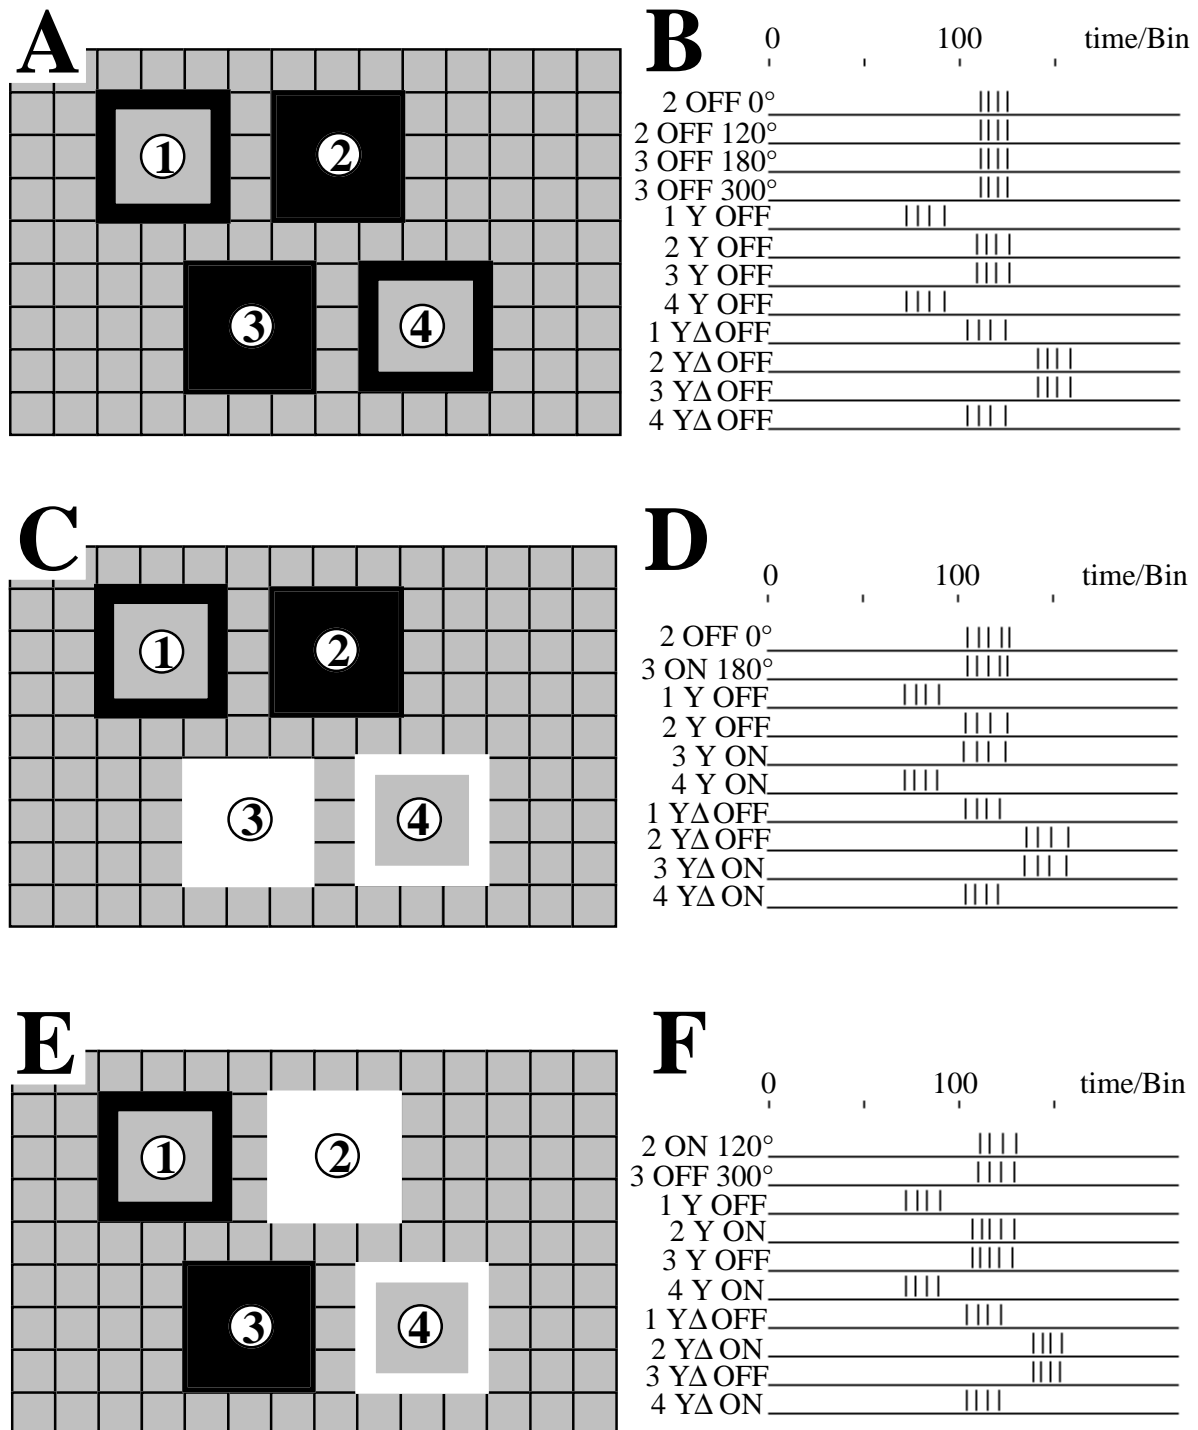 A
1
2
3
4
B
0 100 time/Bin
2 OFF 0°
2 OFF 120°
3 OFF 180°
3 OFF 300°
1 Y OFF
2 Y OFF
3 Y OFF
4 Y OFF
1 YΔ OFF
2 YΔ OFF
3 YΔ OFF
4 YΔ OFF
C
1
2
3
4
D
0 100 time/Bin
2 OFF 0°
3 ON 180°
1 Y OFF
2 Y OFF
3 Y ON
4 Y ON
1 YΔ OFF
2 YΔ OFF
3 YΔ ON
4 YΔ ON
E
1
2
3
4
F
0 100 time/Bin
2 ON 120°
3 OFF 300°
1 Y OFF
2 Y ON
3 Y OFF
4 Y ON
1 YΔ OFF
2 YΔ ON
3 YΔ OFF
4 YΔ ON